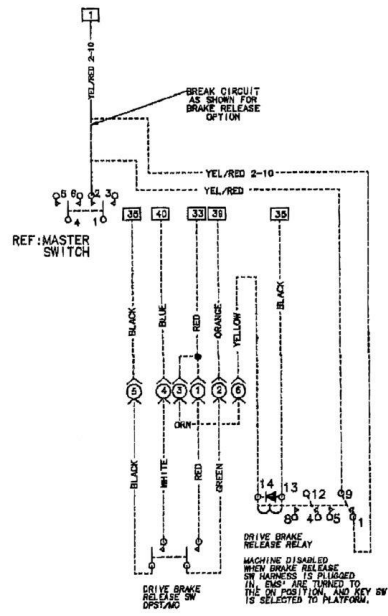 1
YEL/RED 2-10
BREAK CIRCUIT
AS SHOWN FOR
BRAKE RELEASE
OPTION
YEL/RED 2-10
YEL/RED
5 6 2 3
4 1
REF:MASTER
SWITCH
35 40 33 39 35
BLACK
BLUE
RED
ORANGE
YELLOW
BLACK
5 4 3 1 2 6
ORN
BLACK
WHITE
RED
GREEN
14 13 12 9
8 4 5 1
DRIVE BRAKE
RELEASE RELAY
MACHINE DISABLED
WHEN BRAKE RELEASE
SW HARNESS IS PLUGGED
IN, EMS' ARE TURNED TO
THE ON POSITION, AND KEY SW
IS SELECTED TO PLATFORM.
DRIVE BRAKE
RELEASE SW
DPST/MO